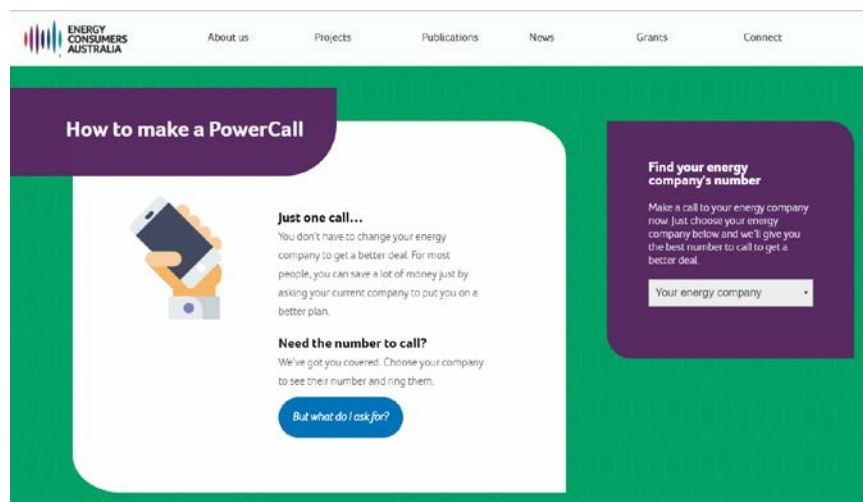 ENERGY
CONSUMERS
AUSTRALIA
About us
Projects
Publications
News
Grants
Connect
How to make a PowerCall
Just one call...
You don't have to change your energy
company to get a better deal. For most
people, you can save a lot of money just by
asking your current company to put you on a
better plan.
Need the number to call?
We've got you covered. Choose your company
to see their number and ring them.
But what do I ask for?
Find your energy
company's number
Make a call to your energy company
now. Just choose your energy
company below and we'll give you
the best number to call to get a
better deal.
Your energy company